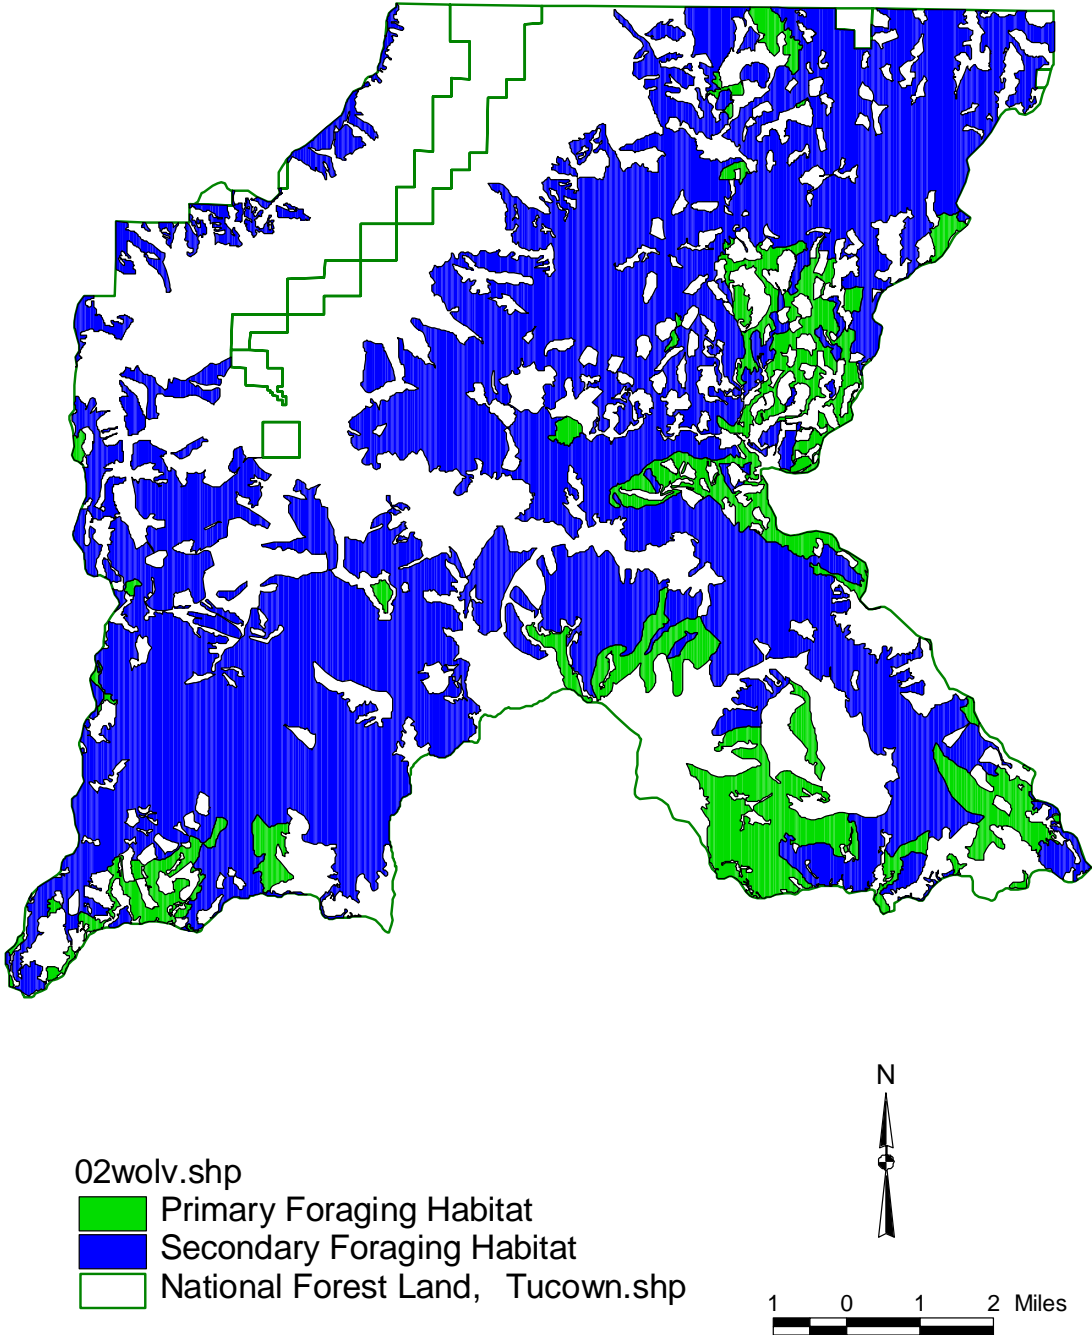 N
02wolv.shp
Primary Foraging Habitat
Secondary Foraging Habitat
National Forest Land, Tucown.shp
1 0 1 2 Miles